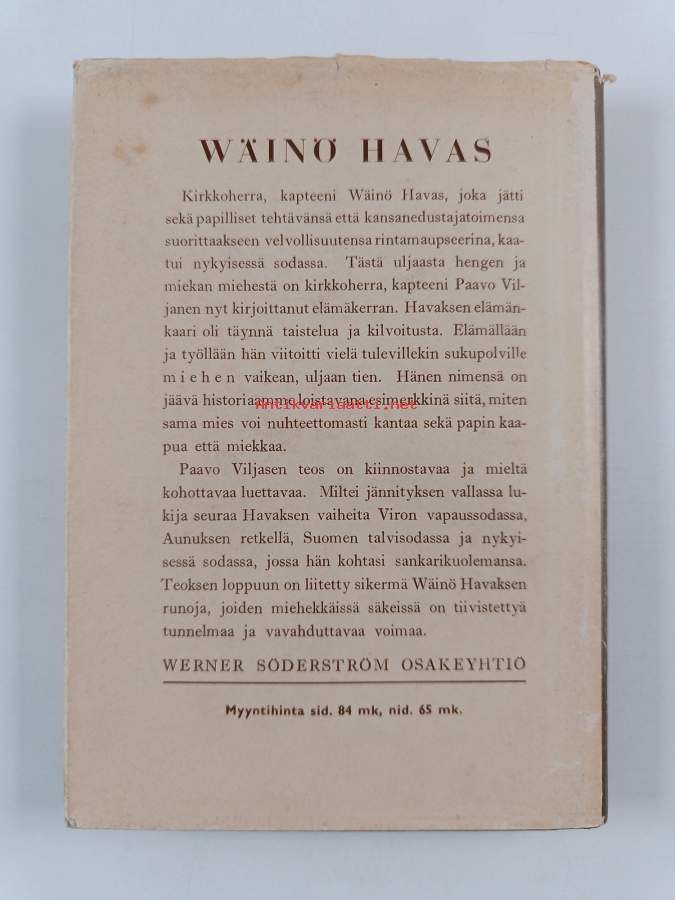 WÄINÖ HAVAS
Kirkkoherra, kapteeni Wäinö Havas, joka jätti
sekä papilliset tehtävänsä että kansanedustajatoimensa
suorittaakseen velvollisuutensa rintamaupseerina, kaa-
tui nykyisessä sodassa. Tästä uljaasta hengen ja
miekan miehestä on kirkkoherra, kapteeni Paavo Vil-
janen nyt kirjoittanut elämäkerran. Havaksen elämän-
kaari oli täynnä taistelua ja kilvoitusta. Elämällään
ja työllään hän viitoitti vielä tulevillekin sukupolville
miehen vaikean, uljaan tien. Hänen nimensä on
jäävä historiaamme loistavana esimerkkinä siitä, miten
Antikvariaatti.net
sama mies voi nuhteettomasti kantaa sekä papin kaa-
pua että miekkaa.
Paavo Viljasen teos on kiinnostavaa ja mieltä
kohottavaa luettavaa. Miltei jännityksen vallassa lu-
kija seuraa Havaksen vaiheita Viron vapaussodassa,
Aunuksen retkellä, Suomen talvisodassa ja nykyi-
sessä sodassa, jossa hän kohtasi sankarikuolemansa.
Teoksen loppuun on liitetty sikermä Wäinö Havaksen
runoja, joiden miehekkäissä säkeissä on tiivistettyä
tunnelmaa ja vavahduttavaa voimaa.
WERNER SÖDERSTRÖM OSAKEYHTIÖ
Myyntihinta sid. 84 mk, nid. 65 mk.